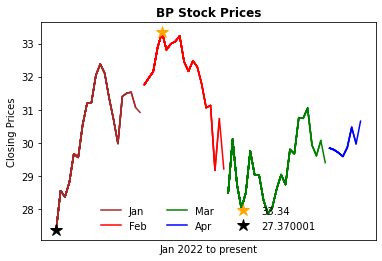 BP Stock Prices
Closing Prices
33
32
31
30
29
28
Jan Mar 33.34
Feb Apr 27.370001
Jan 2022 to present